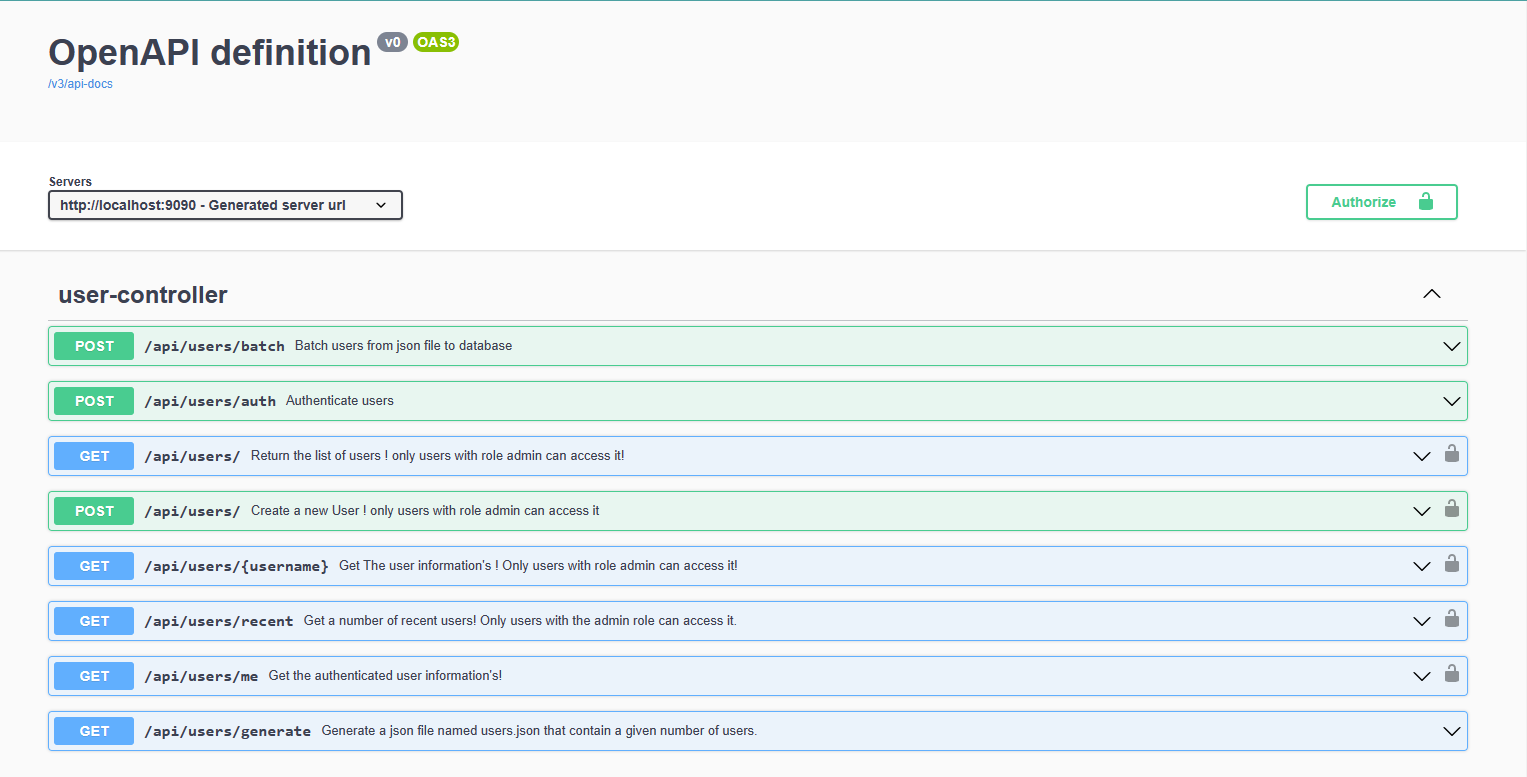 OpenAPI definition v0 OAS3
/v3/api-docs
Servers
http://localhost:9090 - Generated server url
Authorize
user-controller
POST /api/users/batch Batch users from json file to database
POST /api/users/auth Authenticate users
GET /api/users/ Return the list of users ! only users with role admin can access it!
POST /api/users/ Create a new User ! only users with role admin can access it
GET /api/users/{username} Get The user information's ! Only users with role admin can access it!
GET /api/users/recent Get a number of recent users! Only users with the admin role can access it.
GET /api/users/me Get the authenticated user information's!
GET /api/users/generate Generate a json file named users.json that contain a given number of users.